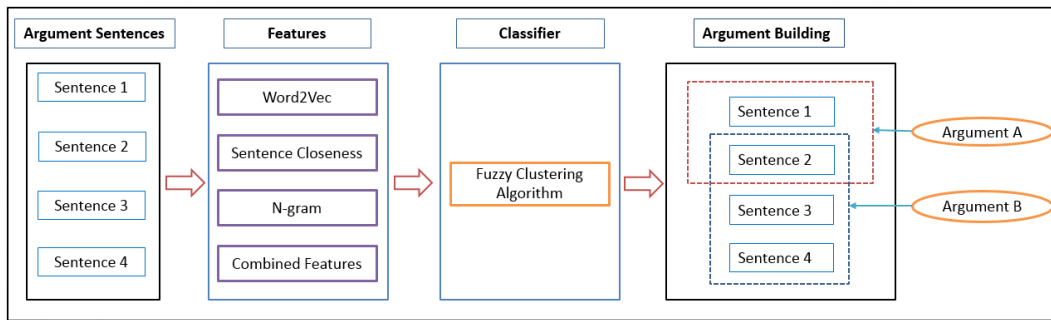 Argument Sentences
Sentence 1
Sentence 2
Sentence 3
Sentence 4
Features
Word2Vec
Sentence Closeness
N-gram
Combined Features
Classifier
Fuzzy Clustering
Algorithm
Argument Building
Sentence 1
Sentence 2
Sentence 3
Sentence 4
Argument A
Argument B